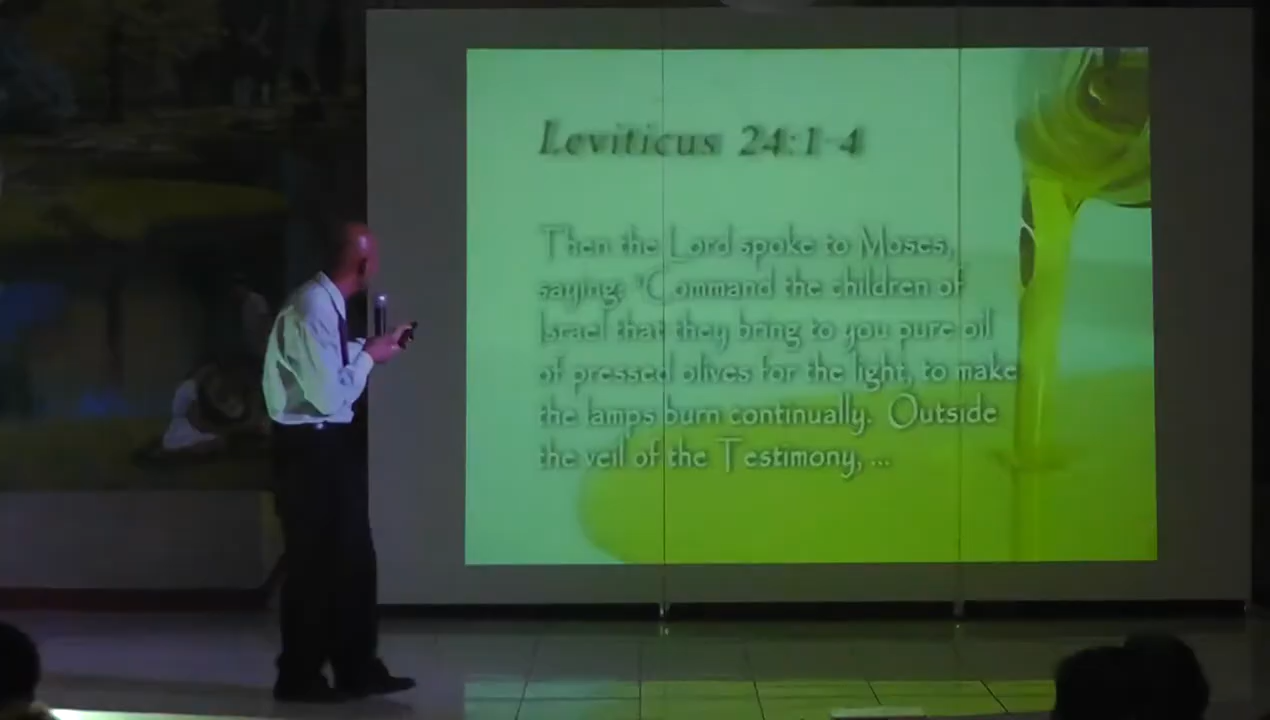 Leviticus 24:1-4
Then the Lord spoke to Moses,
saying: "Command the children of
Israel that they bring to you pure oil
of pressed olives for the light, to make
the lamps burn continually. Outside
the veil of the Testimony, ...